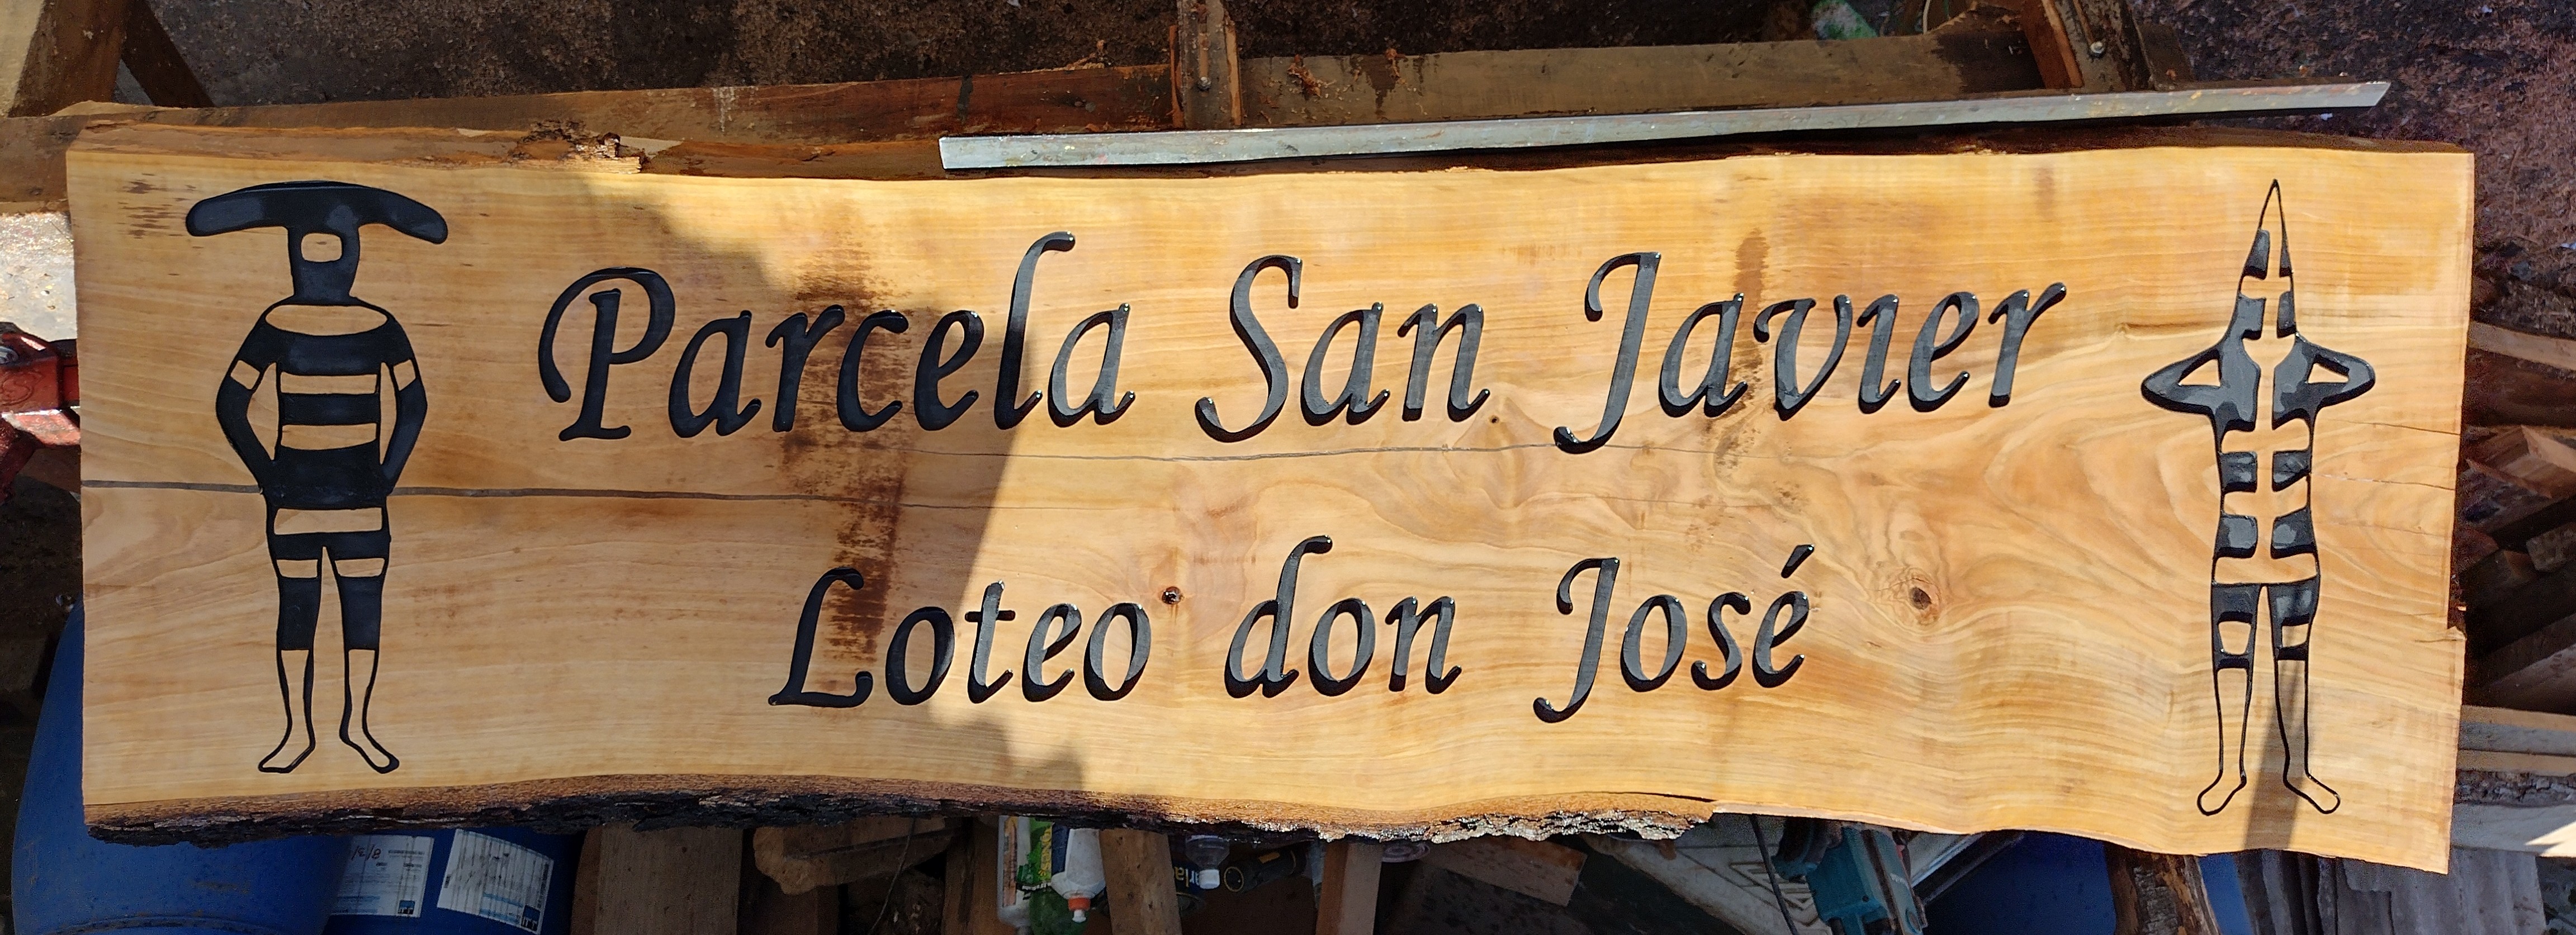 Parcela San Javier
Loteo don José